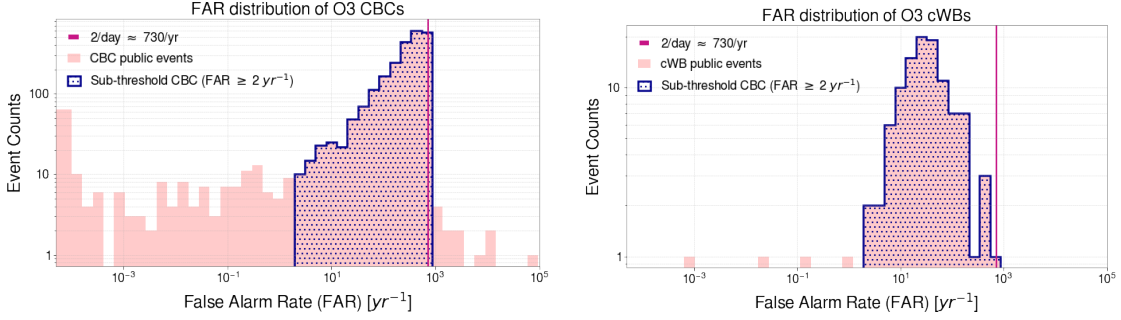 FAR distribution of O3 CBCs
2/day ≈ 730/yr
CBC public events
Sub-threshold CBC (FAR ≥ 2 yr⁻¹)
Event Counts
100
10
1
10⁻³
10⁻¹
10¹
10³
10⁵
False Alarm Rate (FAR) [yr⁻¹]
FAR distribution of O3 cWBs
2/day ≈ 730/yr
cWB public events
Sub-threshold CBC (FAR ≥ 2 yr⁻¹)
Event Counts
10
1
10⁻³
10⁻¹
10¹
10³
10⁵
False Alarm Rate (FAR) [yr⁻¹]